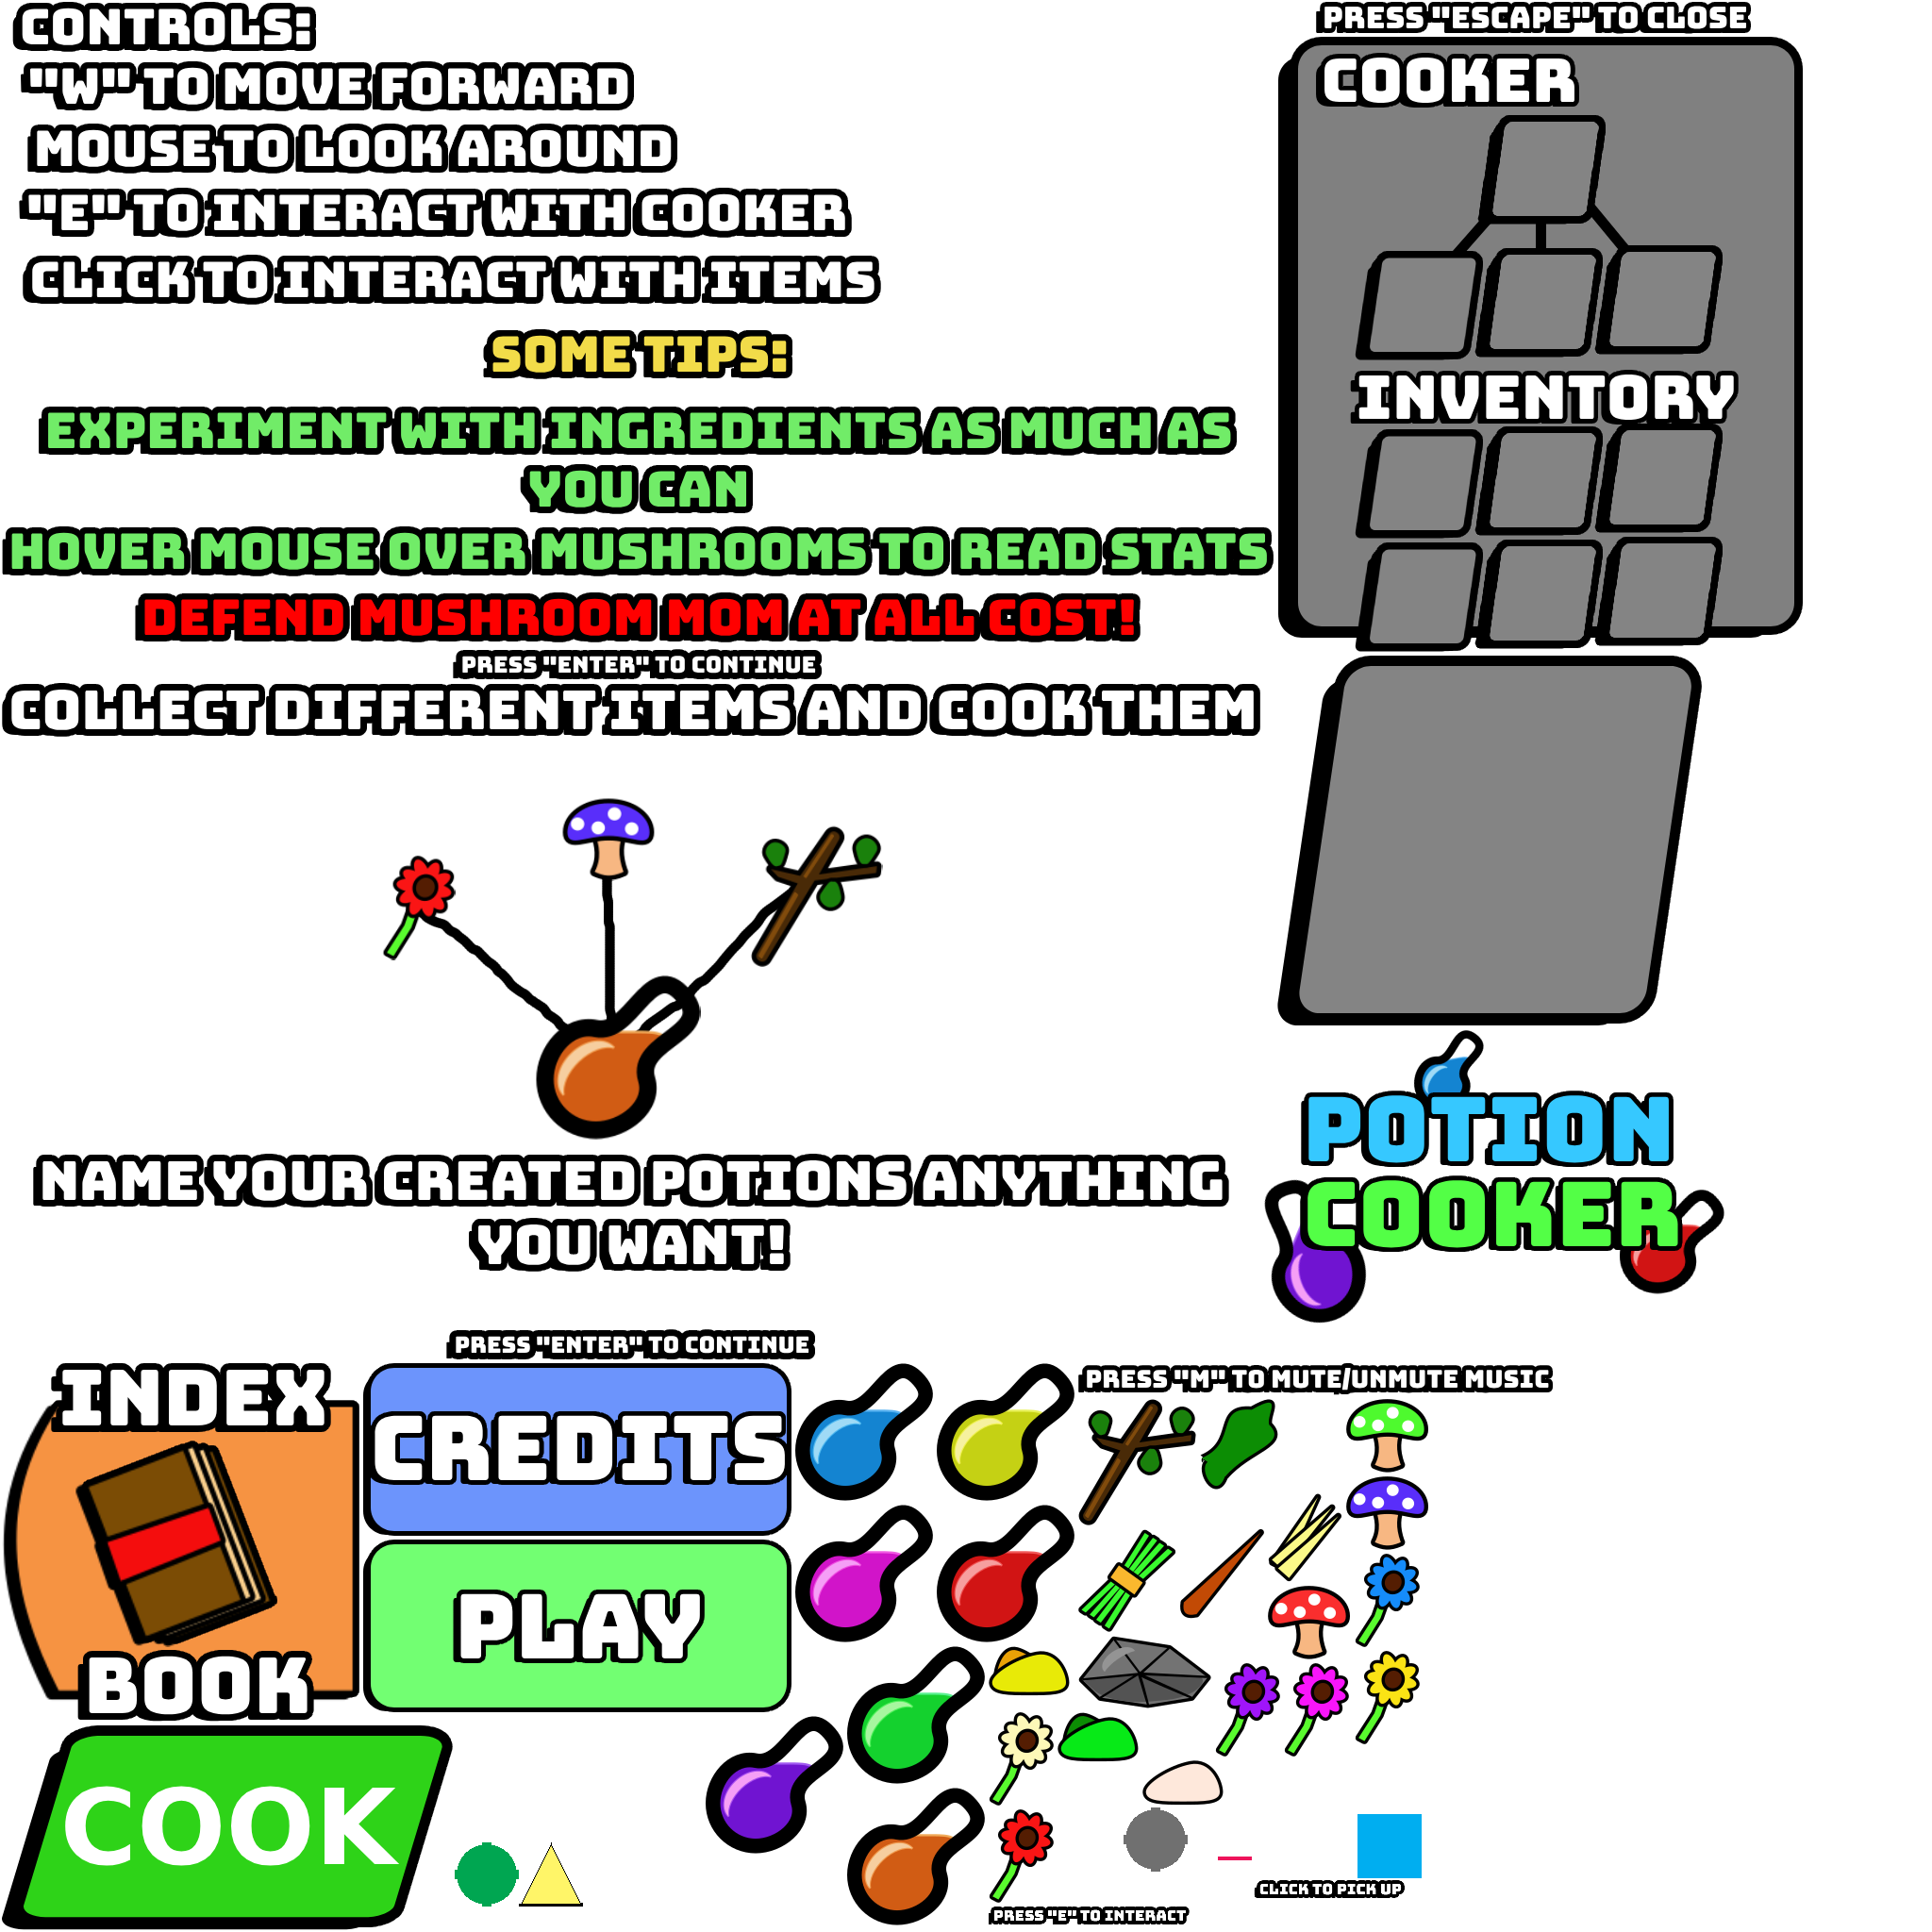 CONTROLS:
"W" TO MOVE FORWARD
MOUSE TO LOOK AROUND
"E" TO INTERACT WITH COOKER
CLICK TO INTERACT WITH ITEMS
SOME TIPS:
EXPERIMENT WITH INGREDIENTS AS MUCH AS
YOU CAN
HOVER MOUSE OVER MUSHROOMS TO READ STATS
DEFEND MUSHROOM MOM AT ALL COST!
PRESS "ENTER" TO CONTINUE
COLLECT DIFFERENT ITEMS AND COOK THEM
NAME YOUR CREATED POTIONS ANYTHING
YOU WANT!
PRESS "ENTER" TO CONTINUE
PRESS "ESCAPE" TO CLOSE
COOKER
INVENTORY
POTION
COOKER
INDEX
BOOK
CREDITS
PLAY
COOK
PRESS "M" TO MUTE/UNMUTE MUSIC
CLICK TO PICK UP
PRESS "E" TO INTERACT